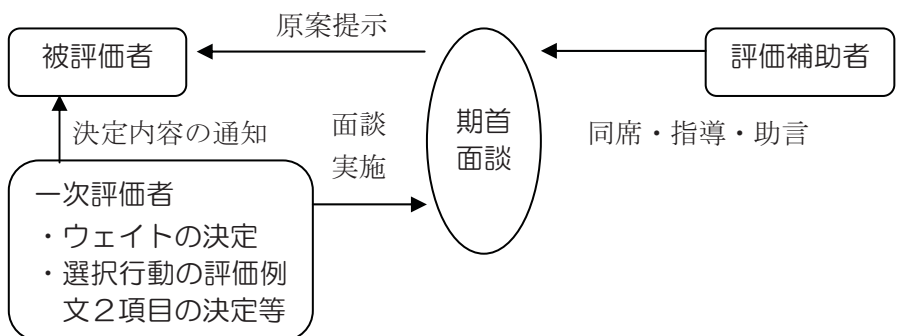 原案提示
被評価者
評価補助者
決定内容の通知
面談
実施
期首
面談
同席・指導・助言
一次評価者
・ウェイトの決定
・選択行動の評価例
文２項目の決定等